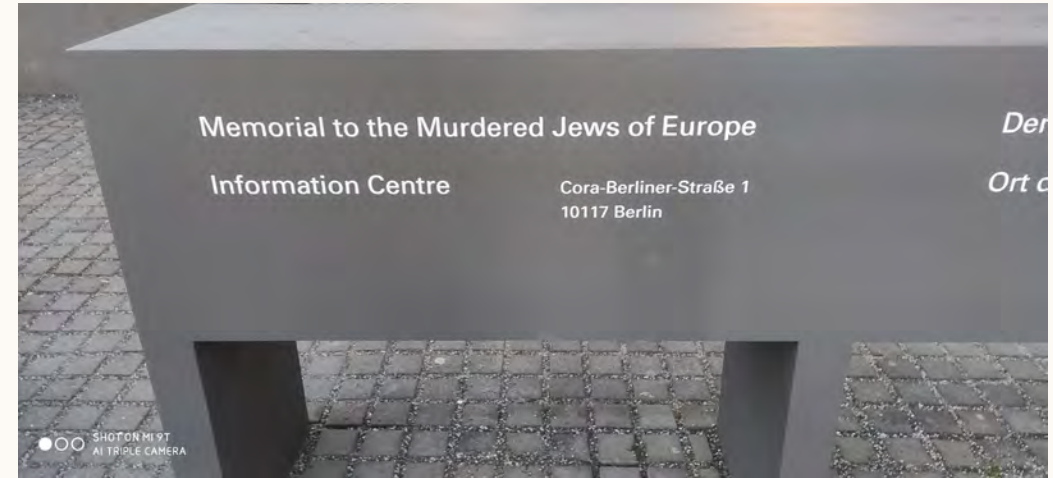 Memorial to the Murdered Jews of Europe
Information Centre
Cora-Berliner-Straße 1
10117 Berlin
Der
Ort
SHOT ON MI 9T
AI TRIPLE CAMERA